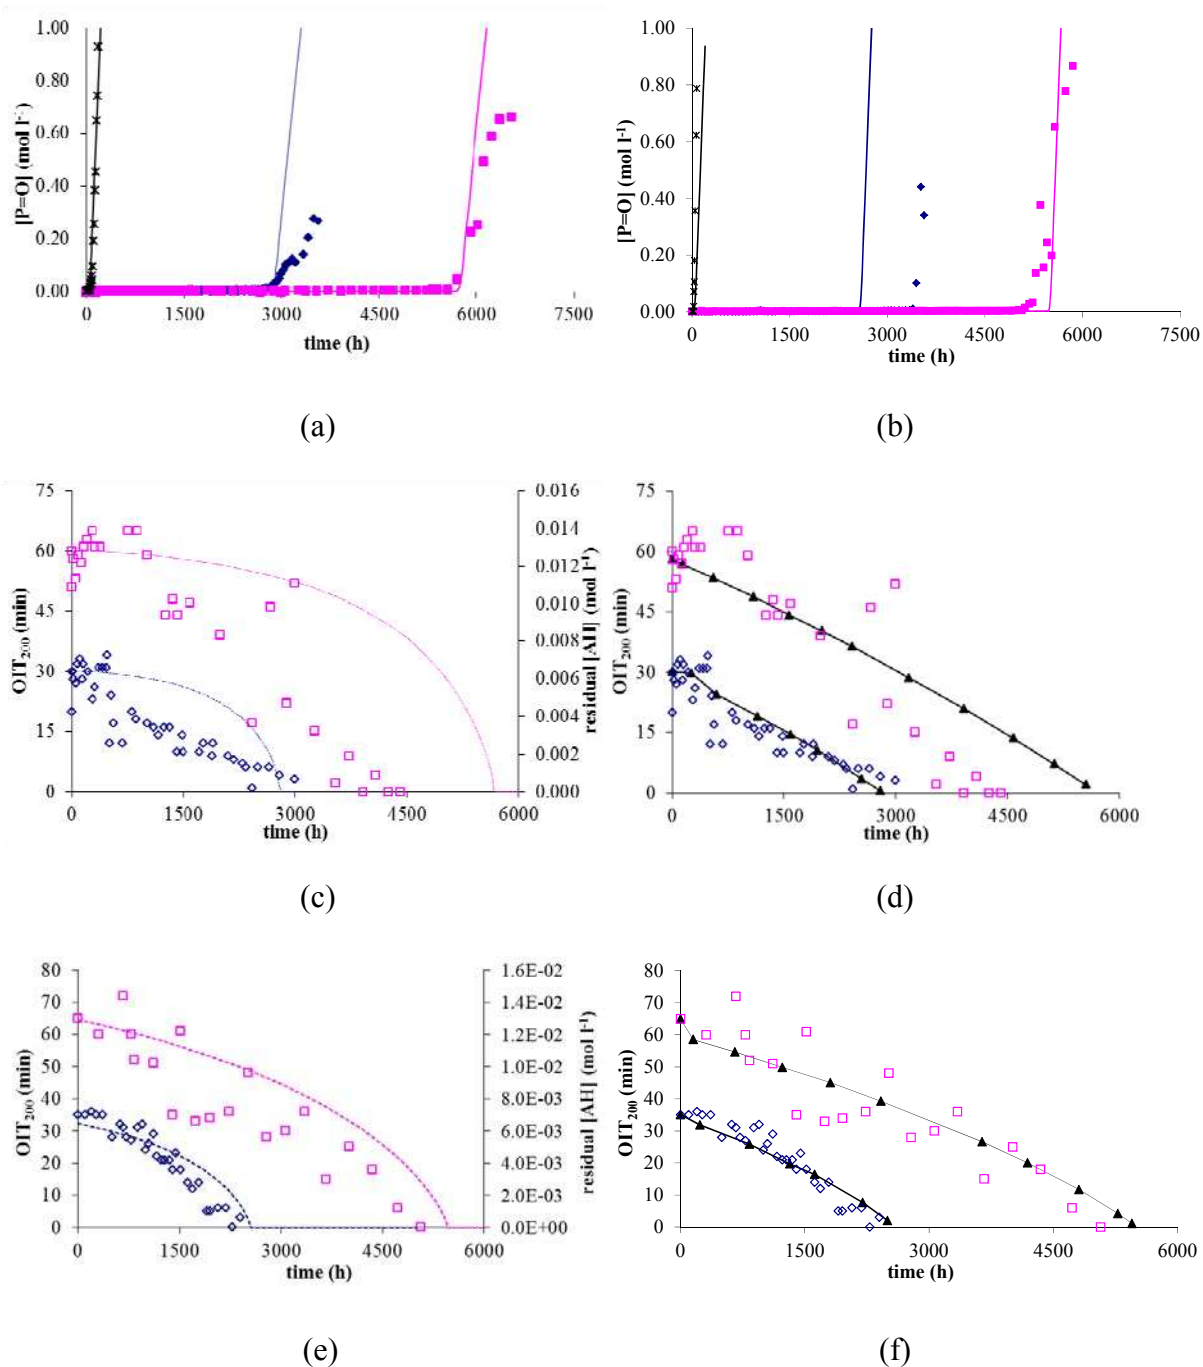 1.00
0.80
0.60
0.40
0.20
0.00
[P=O] (mol l⁻¹)
0 1500 3000 4500 6000 7500
time (h)
(a)
1.00
0.80
0.60
0.40
0.20
0.00
[P=O] (mol l⁻¹)
0 1500 3000 4500 6000 7500
time (h)
(b)
75
60
45
30
15
0
OIT₂₀₀ (min)
0 1500 3000 4500 6000
time (h)
0.016
0.014
0.012
0.010
0.008
0.006
0.004
0.002
0.000
residual [AH] (mol l⁻¹)
(c)
75
60
45
30
15
0
OIT₂₀₀ (min)
0 1500 3000 4500 6000
time (h)
(d)
80
70
60
50
40
30
20
10
0
OIT₂₀₀ (min)
0 1500 3000 4500 6000
time (h)
1.6E-02
1.4E-02
1.2E-02
1.0E-02
8.0E-03
6.0E-03
4.0E-03
2.0E-03
0.0E+00
residual [AH] (mol l⁻¹)
(e)
80
70
60
50
40
30
20
10
0
OIT₂₀₀ (min)
0 1500 3000 4500 6000
time (h)
(f)